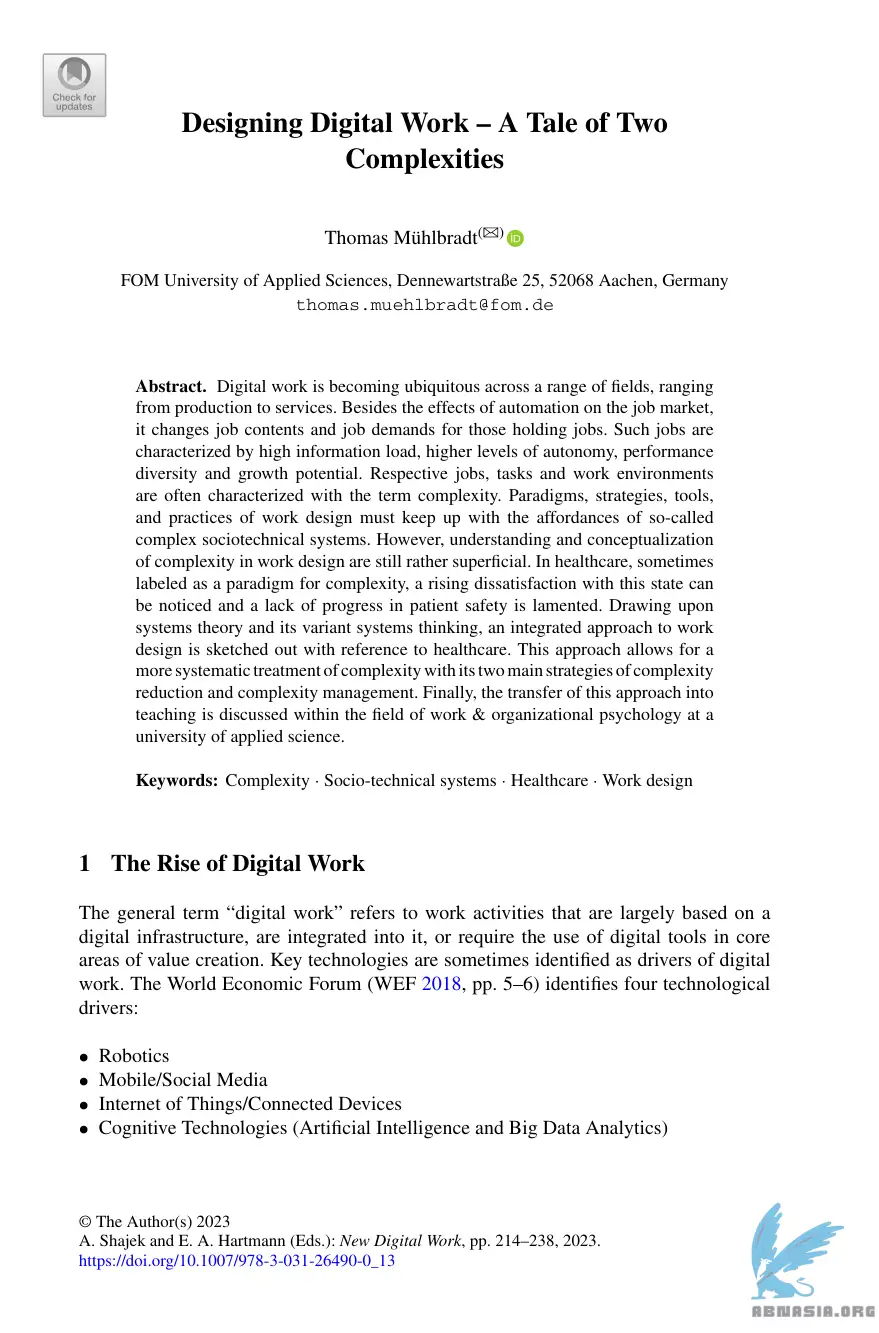 Check for
updates
Designing Digital Work – A Tale of Two
Complexities
Thomas Mühlbradt(✉) iD
FOM University of Applied Sciences, Dennewartstraße 25, 52068 Aachen, Germany
thomas.muehlbradt@fom.de
Abstract. Digital work is becoming ubiquitous across a range of fields, ranging
from production to services. Besides the effects of automation on the job market,
it changes job contents and job demands for those holding jobs. Such jobs are
characterized by high information load, higher levels of autonomy, performance
diversity and growth potential. Respective jobs, tasks and work environments
are often characterized with the term complexity. Paradigms, strategies, tools,
and practices of work design must keep up with the affordances of so-called
complex sociotechnical systems. However, understanding and conceptualization
of complexity in work design are still rather superficial. In healthcare, sometimes
labeled as a paradigm for complexity, a rising dissatisfaction with this state can
be noticed and a lack of progress in patient safety is lamented. Drawing upon
systems theory and its variant systems thinking, an integrated approach to work
design is sketched out with reference to healthcare. This approach allows for a
more systematic treatment of complexity with its two main strategies of complexity
reduction and complexity management. Finally, the transfer of this approach into
teaching is discussed within the field of work & organizational psychology at a
university of applied science.
Keywords: Complexity · Socio-technical systems · Healthcare · Work design
1 The Rise of Digital Work
The general term “digital work” refers to work activities that are largely based on a
digital infrastructure, are integrated into it, or require the use of digital tools in core
areas of value creation. Key technologies are sometimes identified as drivers of digital
work. The World Economic Forum (WEF 2018, pp. 5–6) identifies four technological
drivers:
• Robotics
• Mobile/Social Media
• Internet of Things/Connected Devices
• Cognitive Technologies (Artificial Intelligence and Big Data Analytics)
© The Author(s) 2023
A. Shajek and E. A. Hartmann (Eds.): New Digital Work, pp. 214–238, 2023.
https://doi.org/10.1007/978-3-031-26490-0_13
ABNASIA.ORG